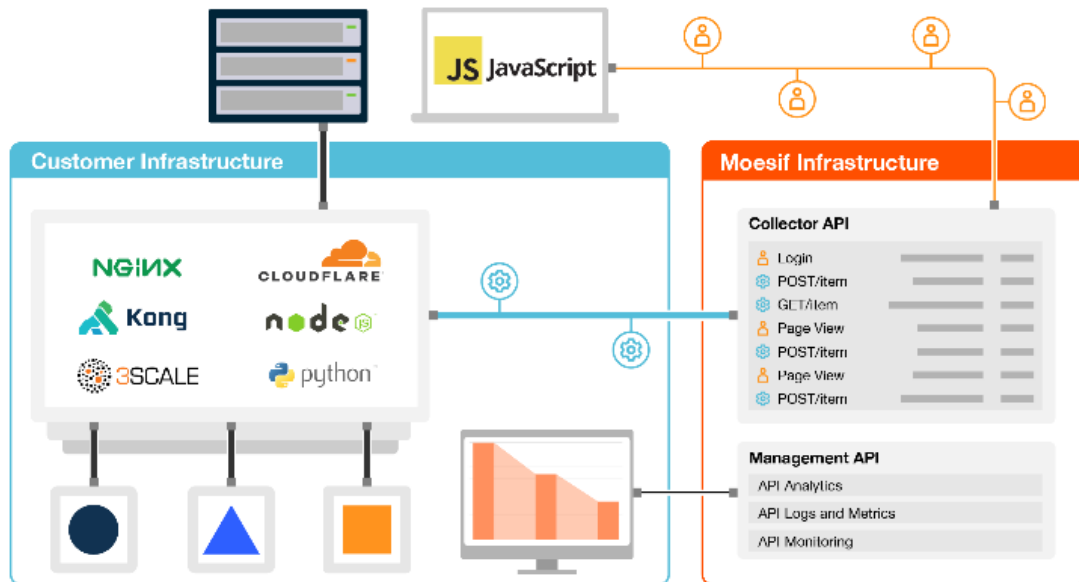 JS JavaScript
Customer Infrastructure
Moesif Infrastructure
NGINX
CLOUDFLARE
Kong
node JS
3SCALE
python
Collector API
Login
POST/item
GET/item
Page View
POST/item
Page View
POST/item
Management API
API Analytics
API Logs and Metrics
API Monitoring